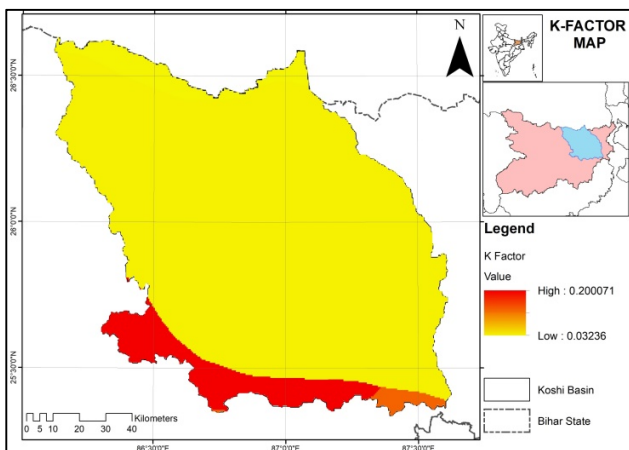 K-FACTOR
MAP
N
26°30'0"N
26°0'0"N
25°30'0"N
Legend
K Factor
Value
High : 0.200071
Low : 0.03236
Koshi Basin
Bihar State
Kilometers
0 5 10 20 30 40
86°30'0"E
87°0'0"E
87°30'0"E